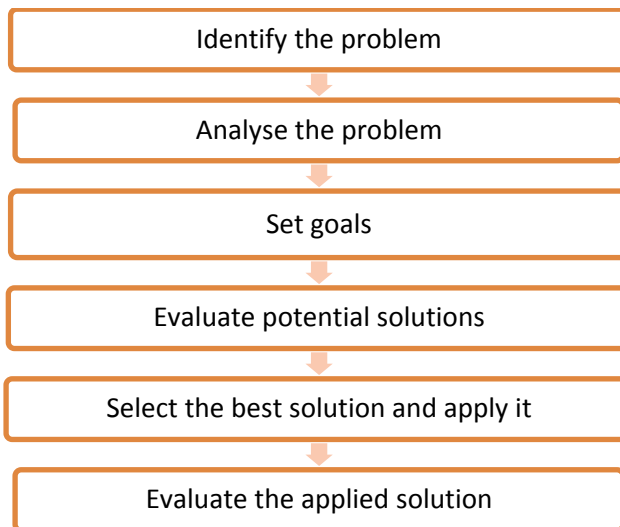 Identify the problem
Analyse the problem
Set goals
Evaluate potential solutions
Select the best solution and apply it
Evaluate the applied solution